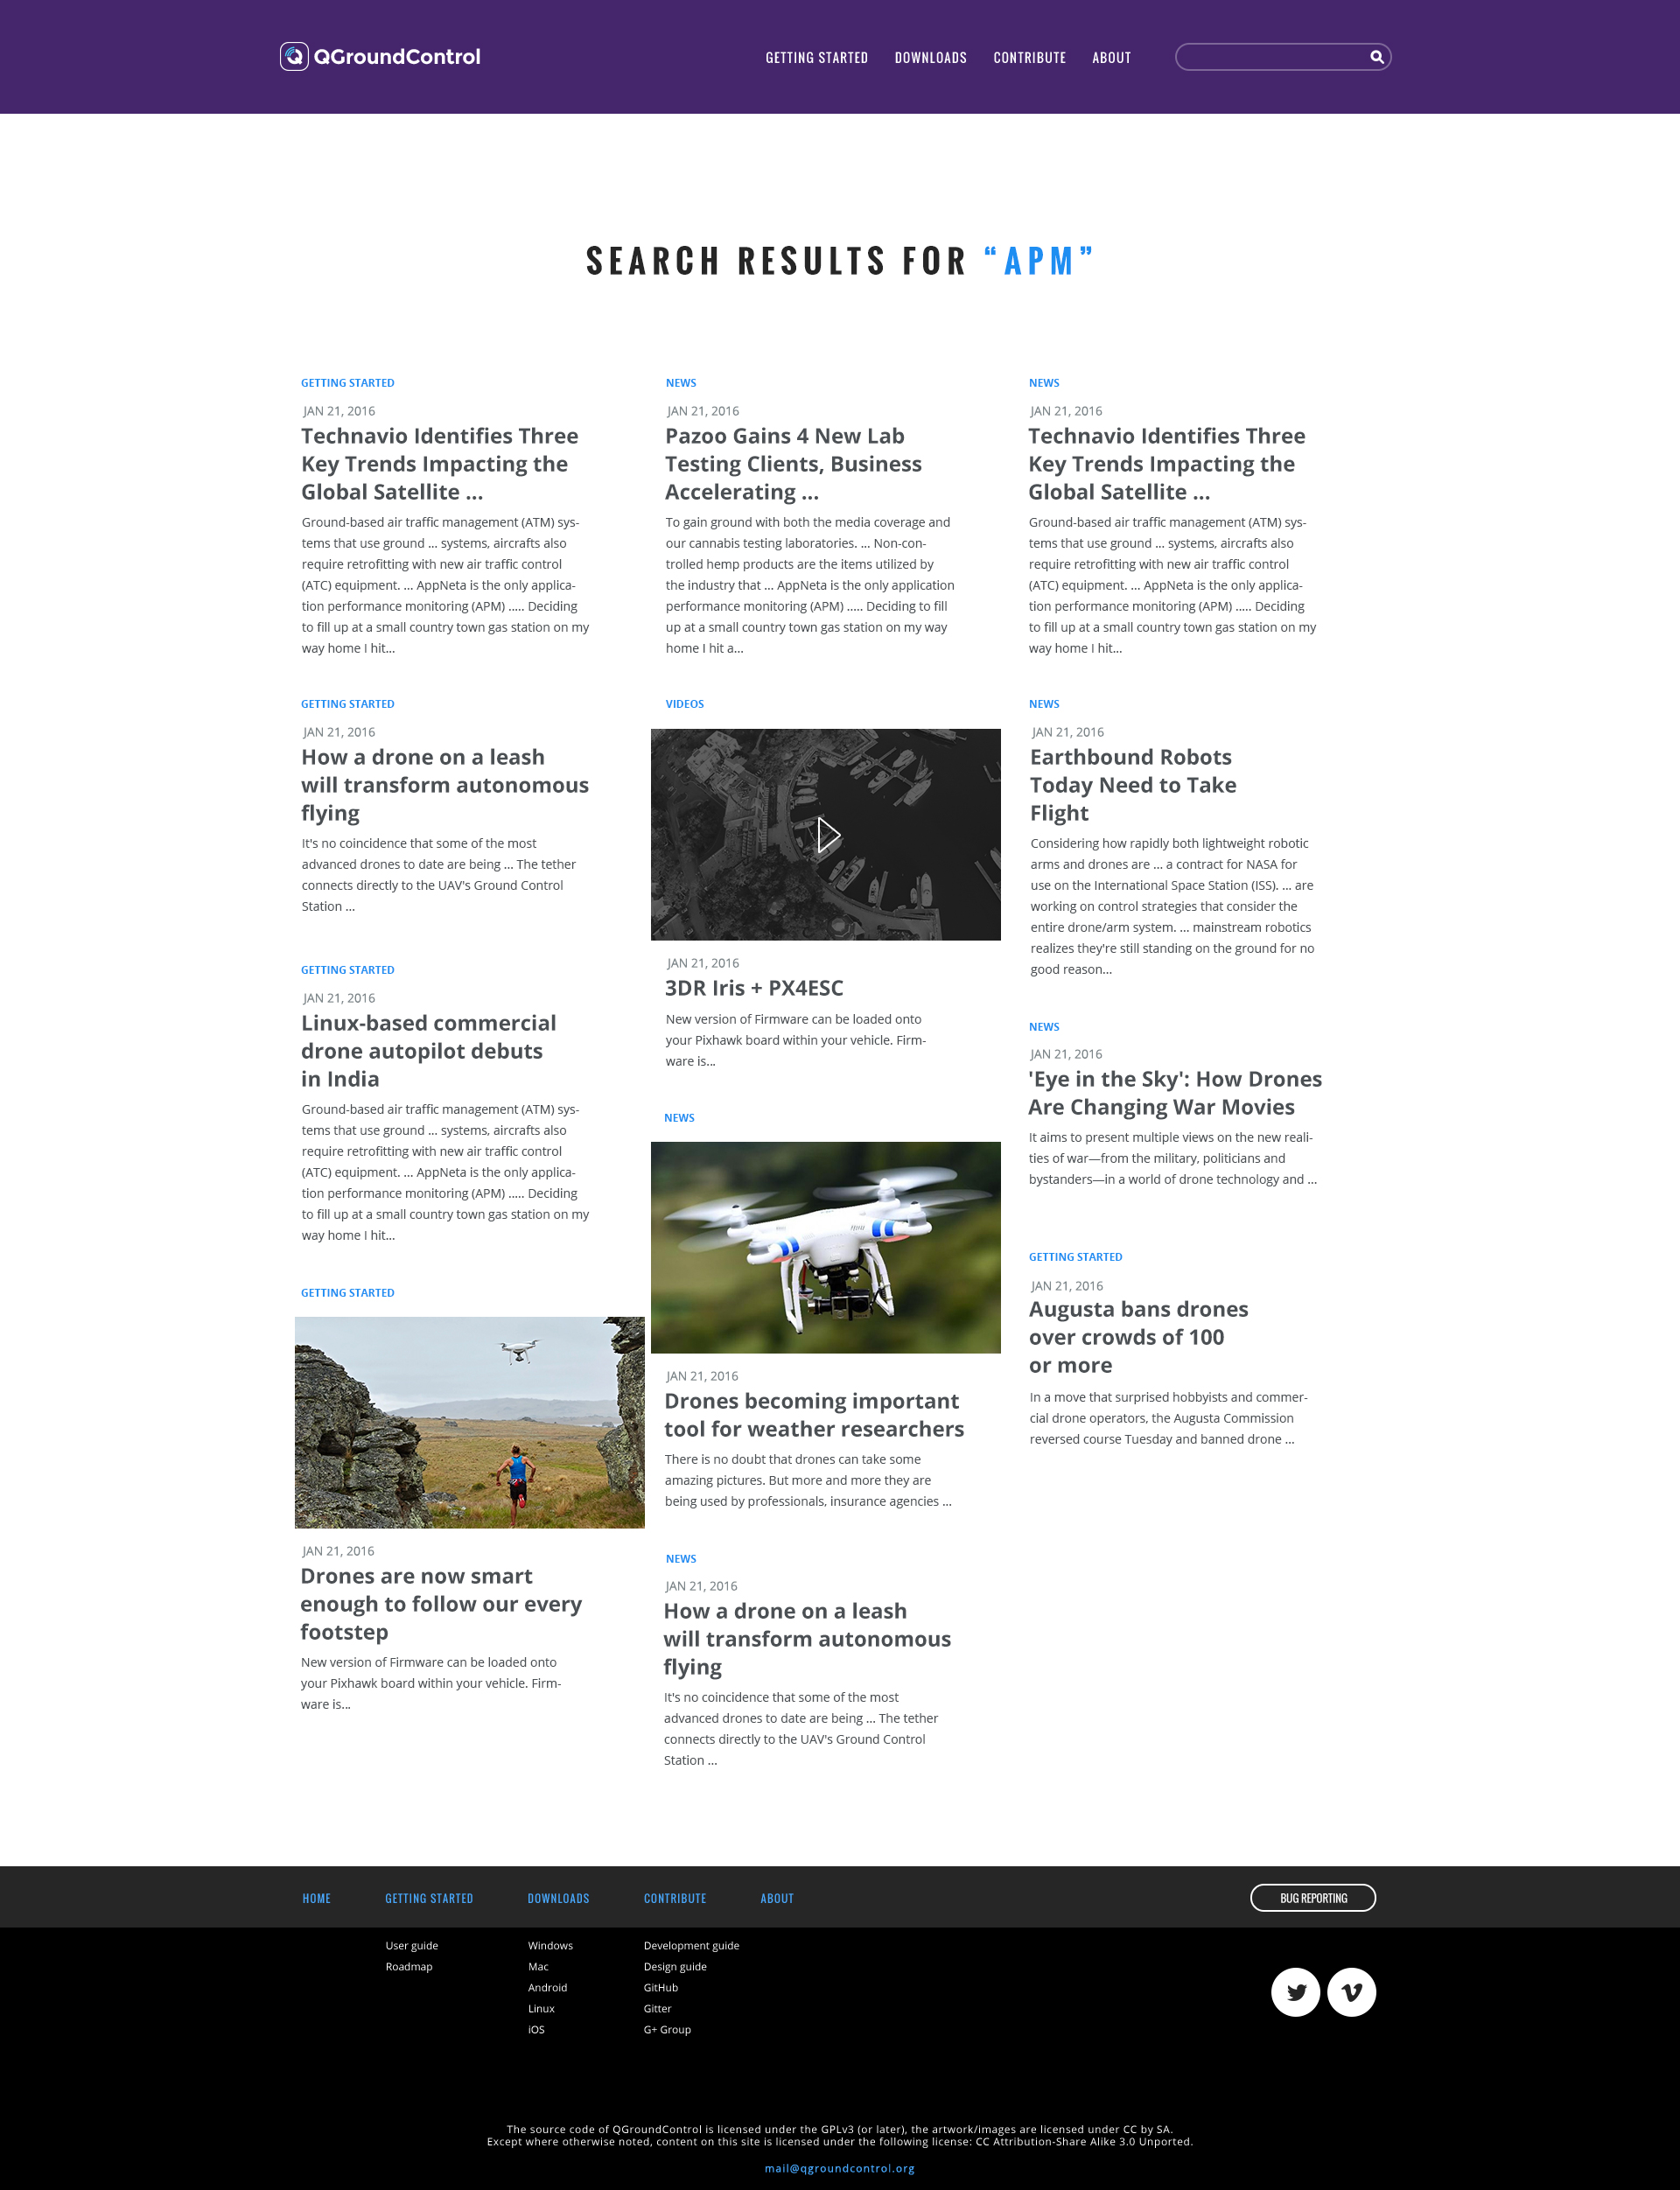 QGroundControl
GETTING STARTED DOWNLOADS CONTRIBUTE ABOUT
SEARCH RESULTS FOR “APM”
GETTING STARTED
JAN 21, 2016
Technavio Identifies Three
Key Trends Impacting the
Global Satellite ...
Ground-based air traffic management (ATM) sys-
tems that use ground ... systems, aircrafts also
require retrofitting with new air traffic control
(ATC) equipment. ... AppNeta is the only applica-
tion performance monitoring (APM) ..... Deciding
to fill up at a small country town gas station on my
way home I hit...
GETTING STARTED
JAN 21, 2016
How a drone on a leash
will transform autonomous
flying
It's no coincidence that some of the most
advanced drones to date are being ... The tether
connects directly to the UAV's Ground Control
Station ...
GETTING STARTED
JAN 21, 2016
Linux-based commercial
drone autopilot debuts
in India
Ground-based air traffic management (ATM) sys-
tems that use ground ... systems, aircrafts also
require retrofitting with new air traffic control
(ATC) equipment. ... AppNeta is the only applica-
tion performance monitoring (APM) ..... Deciding
to fill up at a small country town gas station on my
way home I hit...
GETTING STARTED
JAN 21, 2016
Drones are now smart
enough to follow our every
footstep
New version of Firmware can be loaded onto
your Pixhawk board within your vehicle. Firm-
ware is...
NEWS
JAN 21, 2016
Pazoo Gains 4 New Lab
Testing Clients, Business
Accelerating ...
To gain ground with both the media coverage and
our cannabis testing laboratories. ... Non-con-
trolled hemp products are the items utilized by
the industry that ... AppNeta is the only application
performance monitoring (APM) ..... Deciding to fill
up at a small country town gas station on my way
home I hit a...
VIDEOS
JAN 21, 2016
3DR Iris + PX4ESC
New version of Firmware can be loaded onto
your Pixhawk board within your vehicle. Firm-
ware is...
NEWS
JAN 21, 2016
Drones becoming important
tool for weather researchers
There is no doubt that drones can take some
amazing pictures. But more and more they are
being used by professionals, insurance agencies ...
NEWS
JAN 21, 2016
How a drone on a leash
will transform autonomous
flying
It's no coincidence that some of the most
advanced drones to date are being ... The tether
connects directly to the UAV's Ground Control
Station ...
NEWS
JAN 21, 2016
Technavio Identifies Three
Key Trends Impacting the
Global Satellite ...
Ground-based air traffic management (ATM) sys-
tems that use ground ... systems, aircrafts also
require retrofitting with new air traffic control
(ATC) equipment. ... AppNeta is the only applica-
tion performance monitoring (APM) ..... Deciding
to fill up at a small country town gas station on my
way home I hit...
NEWS
JAN 21, 2016
Earthbound Robots
Today Need to Take
Flight
Considering how rapidly both lightweight robotic
arms and drones are ... a contract for NASA for
use on the International Space Station (ISS). ... are
working on control strategies that consider the
entire drone/arm system. ... mainstream robotics
realizes they're still standing on the ground for no
good reason...
NEWS
JAN 21, 2016
'Eye in the Sky': How Drones
Are Changing War Movies
It aims to present multiple views on the new reali-
ties of war—from the military, politicians and
bystanders—in a world of drone technology and ...
GETTING STARTED
JAN 21, 2016
Augusta bans drones
over crowds of 100
or more
In a move that surprised hobbyists and commer-
cial drone operators, the Augusta Commission
reversed course Tuesday and banned drone ...
HOME GETTING STARTED DOWNLOADS CONTRIBUTE ABOUT BUG REPORTING
User guide Windows Development guide
Roadmap Mac Design guide
Android GitHub
Linux Gitter
iOS G+ Group
The source code of QGroundControl is licensed under the GPLv3 (or later), the artwork/images are licensed under CC by SA.
Except where otherwise noted, content on this site is licensed under the following license: CC Attribution-Share Alike 3.0 Unported.
mail@qgroundcontrol.org